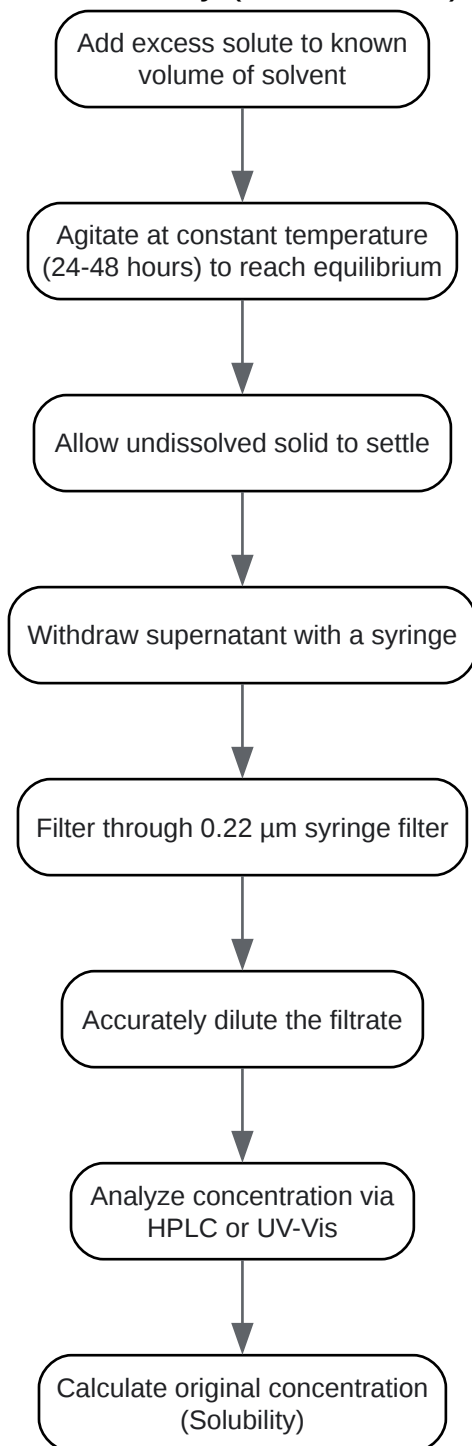 Add excess solute to known
volume of solvent
Agitate at constant temperature
(24-48 hours) to reach equilibrium
Allow undissolved solid to settle
Withdraw supernatant with a syringe
Filter through 0.22 µm syringe filter
Accurately dilute the filtrate
Analyze concentration via
HPLC or UV-Vis
Calculate original concentration
(Solubility)